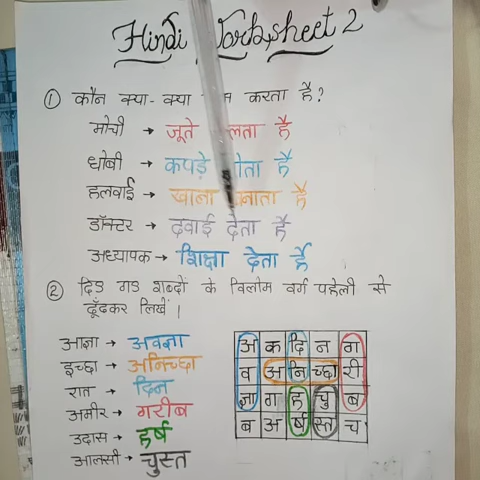 Hindi Worksheet 2
① कौन क्या-क्या करता है?
मोची → जूते है
धोबी → कपड़े है
हलवाई → खाना है
डॉक्टर → दवाई देता है
अध्यापक → शिक्षा देता है
② दिए गए शब्दों के विलोम वर्ग पहेली से
ढूँढकर लिखें।
आज्ञा → अवज्ञा
इच्छा → अनिच्छा
रात → दिन
अमीर → गरीब
उदास → हर्ष
आलसी → चुस्त
अ क दि न ग
व अ नि च्छा री
ज्ञा ग ह चु ब
ब अ र्ष स्त च